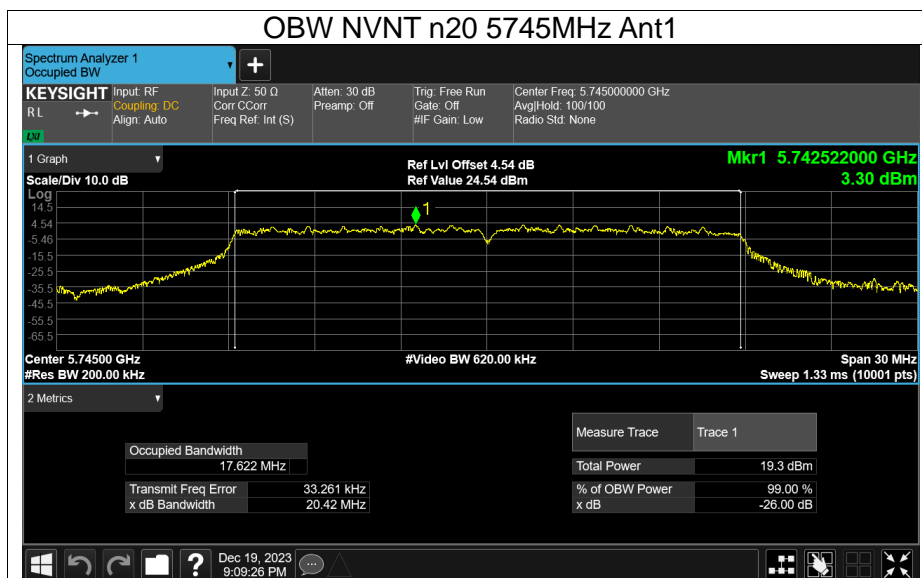 OBW NVNT n20 5745MHz Ant1
Spectrum Analyzer 1
Occupied BW
KEYSIGHT
R L
LXI
Input: RF
Coupling: DC
Align: Auto
Input Z: 50 Ω
Corr CCorr
Freq Ref: Int (S)
Atten: 30 dB
Preamp: Off
Trig: Free Run
Gate: Off
#IF Gain: Low
Center Freq: 5.745000000 GHz
Avg|Hold: 100/100
Radio Std: None
1 Graph
Scale/Div 10.0 dB
Ref Lvl Offset 4.54 dB
Ref Value 24.54 dBm
Mkr1 5.742522000 GHz
3.30 dBm
Log
14.5
4.54
-5.46
-15.5
-25.5
-35.5
-45.5
-55.5
-65.5
1
Center 5.74500 GHz
#Res BW 200.00 kHz
#Video BW 620.00 kHz
Span 30 MHz
Sweep 1.33 ms (10001 pts)
2 Metrics
Measure Trace Trace 1
Occupied Bandwidth
17.622 MHz
Total Power 19.3 dBm
Transmit Freq Error 33.261 kHz
% of OBW Power 99.00 %
x dB Bandwidth 20.42 MHz
x dB -26.00 dB
?
Dec 19, 2023
9:09:26 PM